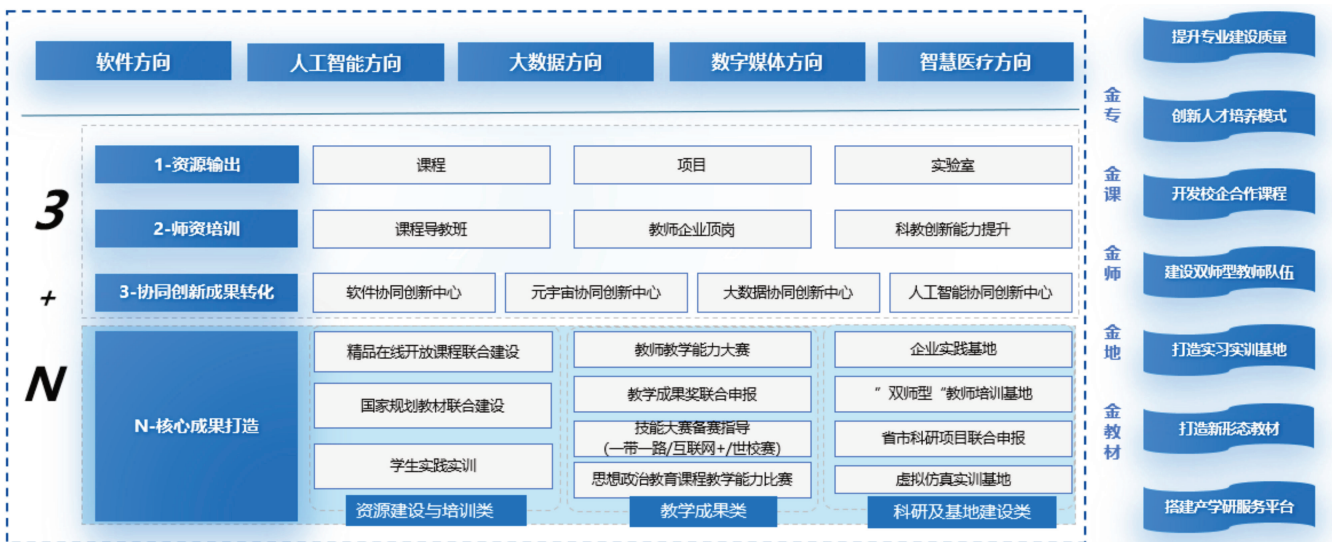 软件方向
人工智能方向
大数据方向
数字媒体方向
智慧医疗方向
3
+
N
1-资源输出
课程
项目
实验室
2-师资培训
课程导教班
教师企业顶岗
科教创新能力提升
3-协同创新成果转化
软件协同创新中心
元宇宙协同创新中心
大数据协同创新中心
人工智能协同创新中心
N-核心成果打造
精品在线开放课程联合建设
国家规划教材联合建设
学生实践实训
资源建设与培训类
教师教学能力大赛
教学成果奖联合申报
技能大赛备赛指导
(一带一路/互联网+/世校赛)
思想政治教育课程教学能力比赛
教学成果类
企业实践基地
“双师型“教师培训基地
省市科研项目联合申报
虚拟仿真实训基地
科研及基地建设类
金专
金课
金师
金地
金教材
提升专业建设质量
创新人才培养模式
开发校企合作课程
建设双师型教师队伍
打造实习实训基地
打造新形态教材
搭建产学研服务平台